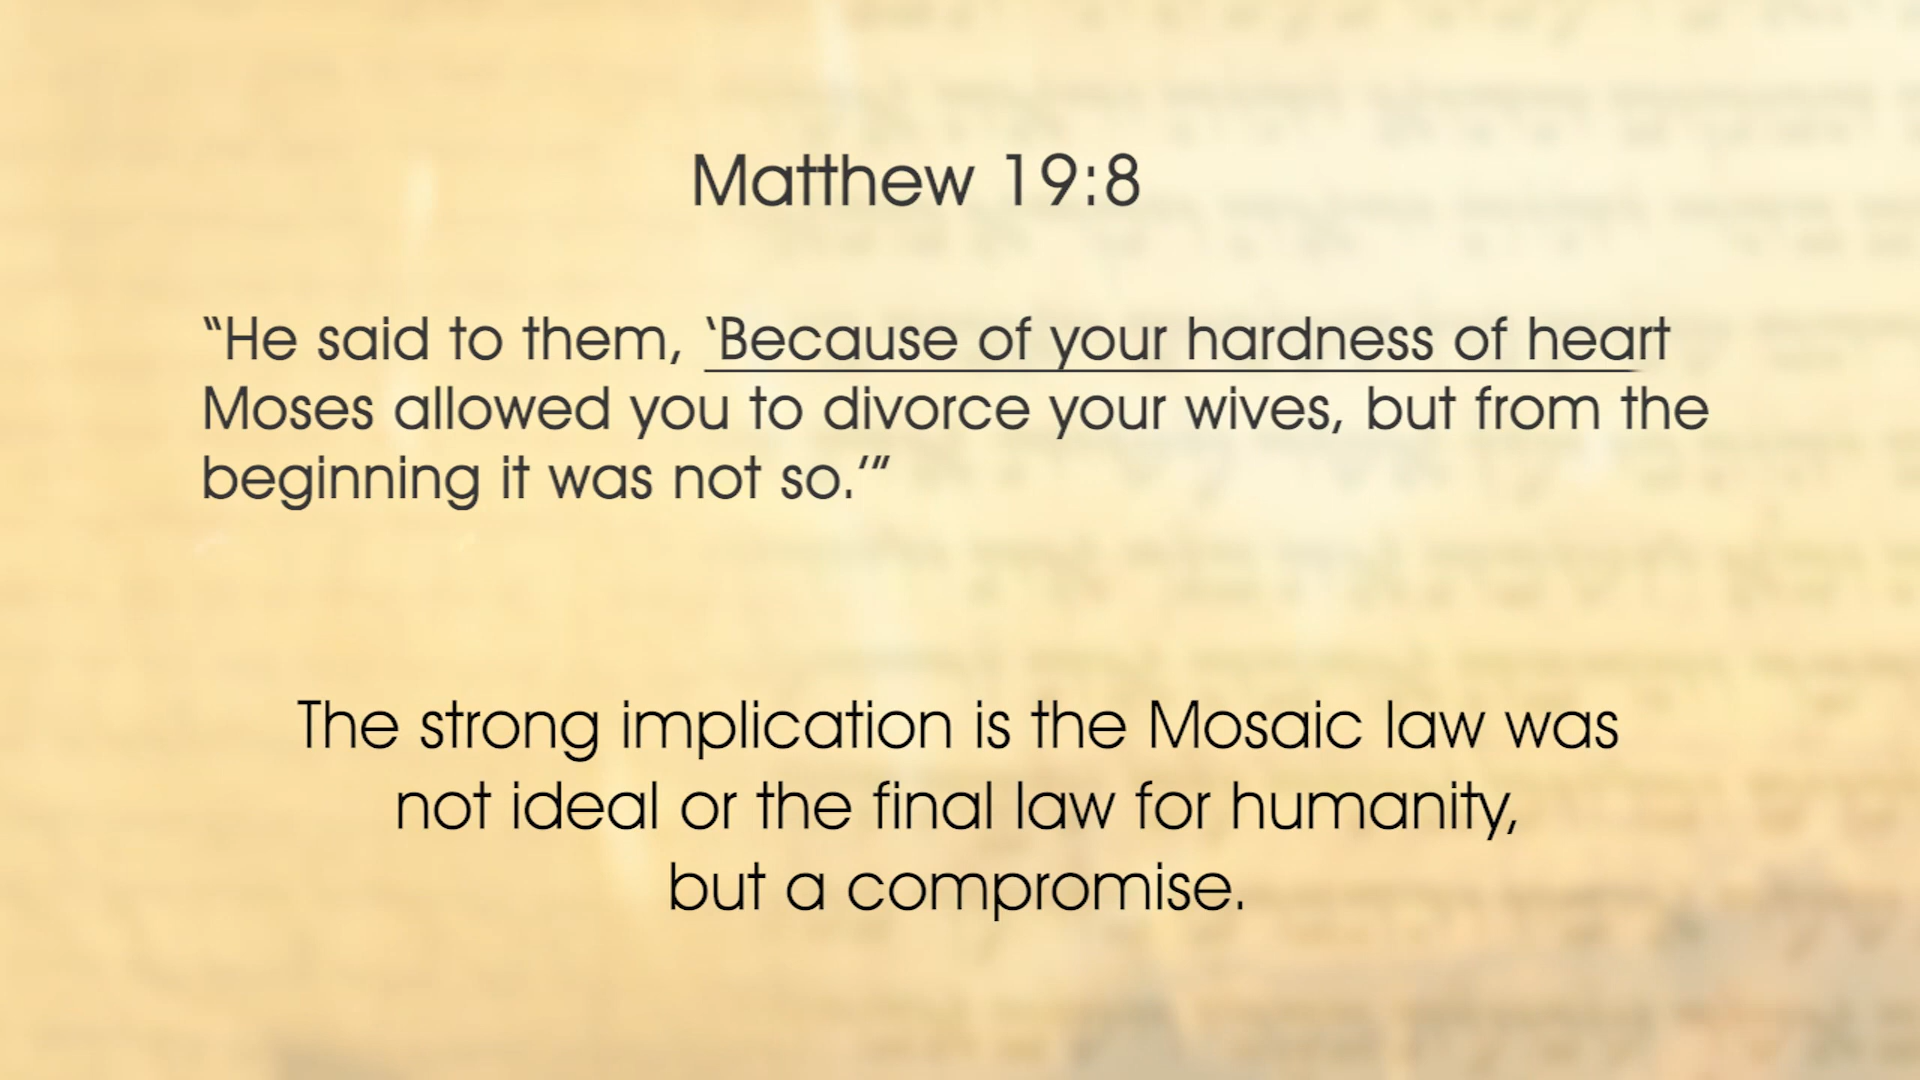 Matthew 19:8
“He said to them, ‘Because of your hardness of heart
Moses allowed you to divorce your wives, but from the
beginning it was not so.’”
The strong implication is the Mosaic law was
not ideal or the final law for humanity,
but a compromise.